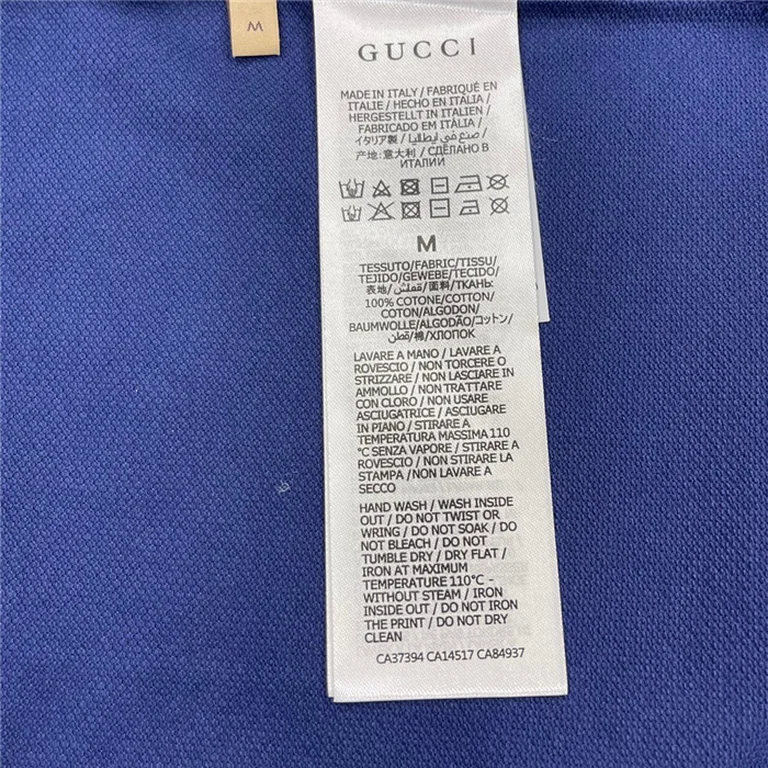 M
GUCCI
MADE IN ITALY / FABRIQUÉ EN
ITALIE / HECHO EN ITALIA /
HERGESTELLT IN ITALIEN /
FABRICADO EM ITÁLIA /
イタリア製 / صنع في إيطاليا /
产地: 意大利 / СДЕЛАНО В
ИТАЛИИ
M
TESSUTO/FABRIC/TISSU/
TEJIDO/GEWEBE/TECIDO/
表地/قماش/面料/ТКАНЬ:
100% COTONE/COTTON/
COTON/ALGODON/
BAUMWOLLE/ALGODÃO/コットン/
قطن/棉/ХЛОПОК
LAVARE A MANO / LAVARE A
ROVESCIO / NON TORCERE O
STRIZZARE / NON LASCIARE IN
AMMOLLO / NON TRATTARE
CON CLORO / NON USARE
ASCIUGATRICE / ASCIUGARE
IN PIANO / STIRARE A
TEMPERATURA MASSIMA 110
°C SENZA VAPORE / STIRARE A
ROVESCIO / NON STIRARE LA
STAMPA /NON LAVARE A
SECCO
HAND WASH / WASH INSIDE
OUT / DO NOT TWIST OR
WRING / DO NOT SOAK / DO
NOT BLEACH / DO NOT
TUMBLE DRY / DRY FLAT /
IRON AT MAXIMUM
TEMPERATURE 110°C -
WITHOUT STEAM / IRON
INSIDE OUT / DO NOT IRON
THE PRINT / DO NOT DRY
CLEAN
CA37394 CA14517 CA84937